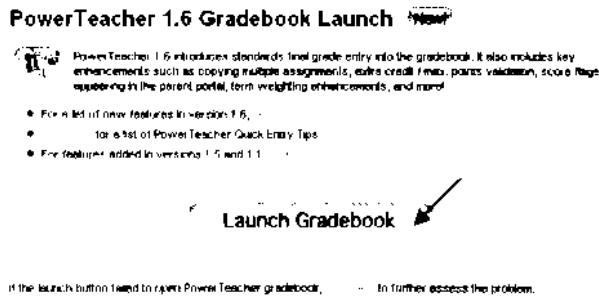 PowerTeacher 1.6 Gradebook Launch New!
PowerTeacher 1.6 introduces standards final grade entry into the gradebook. It also includes key
enhancements such as copying multiple assignments, extra credit / max. points validation, score flags
appearing in the parent portal, term weighting enhancements, and more!
• For a list of new features in version 1.6,
• for a list of PowerTeacher Quick Entry Tips
• For features added in versions 1.5 and 1.1
Launch Gradebook
If the launch button failed to open PowerTeacher gradebook, to further assess the problem.